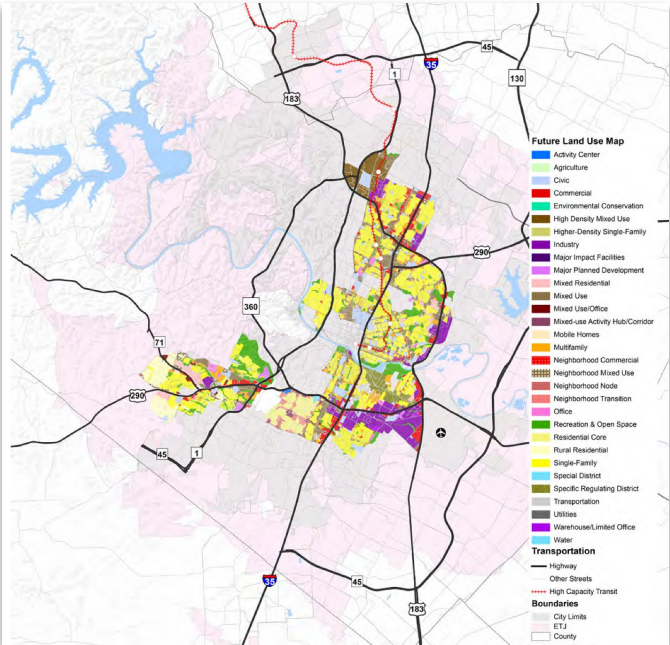 45
35
1
130
183
290
360
71
290
45
1
35
45
183
Future Land Use Map
Activity Center
Agriculture
Civic
Commercial
Environmental Conservation
High Density Mixed Use
Higher-Density Single-Family
Industry
Major Impact Facilities
Major Planned Development
Mixed Residential
Mixed Use
Mixed Use/Office
Mixed-use Activity Hub/Corridor
Mobile Homes
Multifamily
Neighborhood Commercial
Neighborhood Mixed Use
Neighborhood Node
Neighborhood Transition
Office
Recreation & Open Space
Residential Core
Rural Residential
Single-Family
Special District
Specific Regulating District
Transportation
Utilities
Warehouse/Limited Office
Water
Transportation
Highway
Other Streets
High Capacity Transit
Boundaries
City Limits
ETJ
County